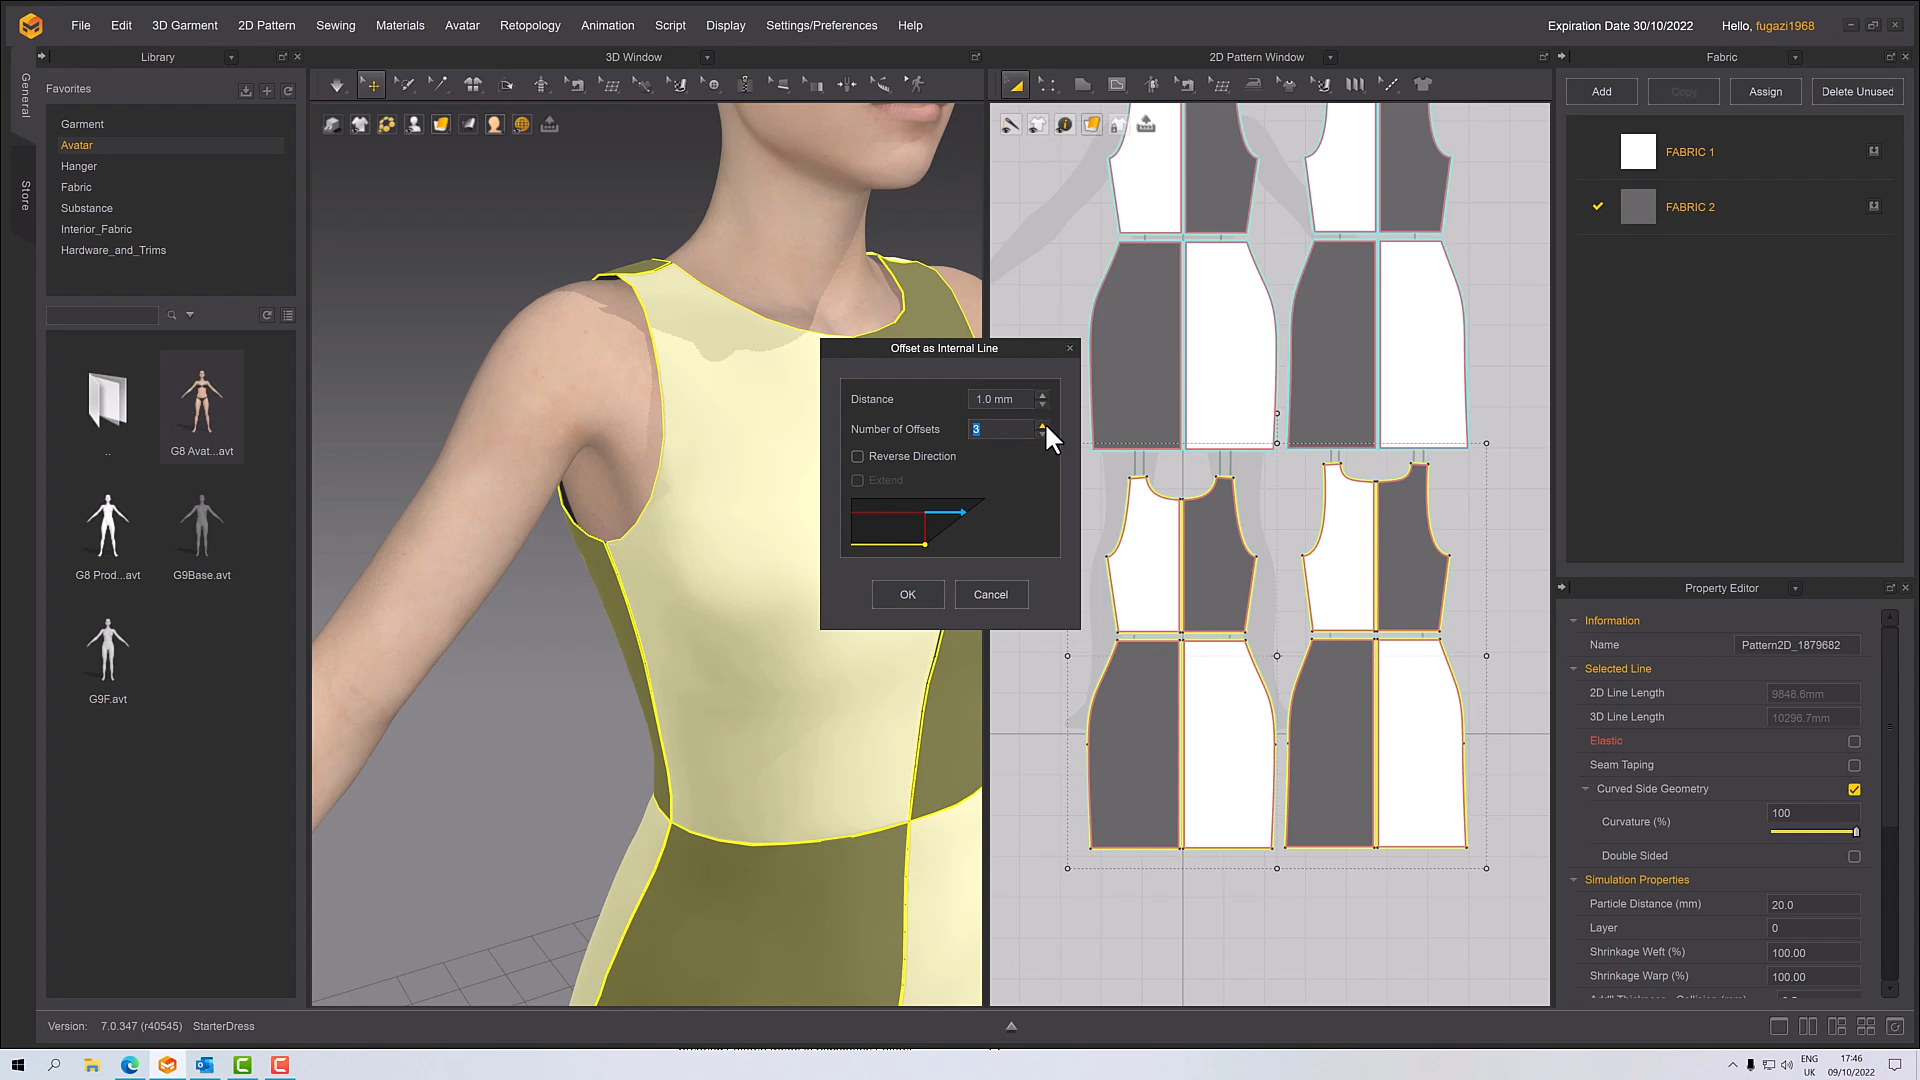 File Edit 3D Garment 2D Pattern Sewing Materials Avatar Retopology Animation Script Display Settings/Preferences Help
Expiration Date 30/10/2022 Hello, fugazi1968
Library
3D Window
2D Pattern Window
Fabric
General
Store
Favorites
Garment
Avatar
Hanger
Fabric
Substance
Interior_Fabric
Hardware_and_Trims
..
G8 Avat...avt
G8 Prod...avt
G9Base.avt
G9F.avt
Offset as Internal Line
Distance 1.0 mm
Number of Offsets 3
Reverse Direction
Extend
OK Cancel
Add Copy Assign Delete Unused
FABRIC 1
FABRIC 2
Property Editor
Information
Name Pattern2D_1879682
Selected Line
2D Line Length 9848.6mm
3D Line Length 10296.7mm
Elastic
Seam Taping
Curved Side Geometry
Curvature (%) 100
Double Sided
Simulation Properties
Particle Distance (mm) 20.0
Layer 0
Shrinkage Weft (%) 100.00
Shrinkage Warp (%) 100.00
Version: 7.0.347 (r40545) StarterDress
ENG
UK
17:46
09/10/2022